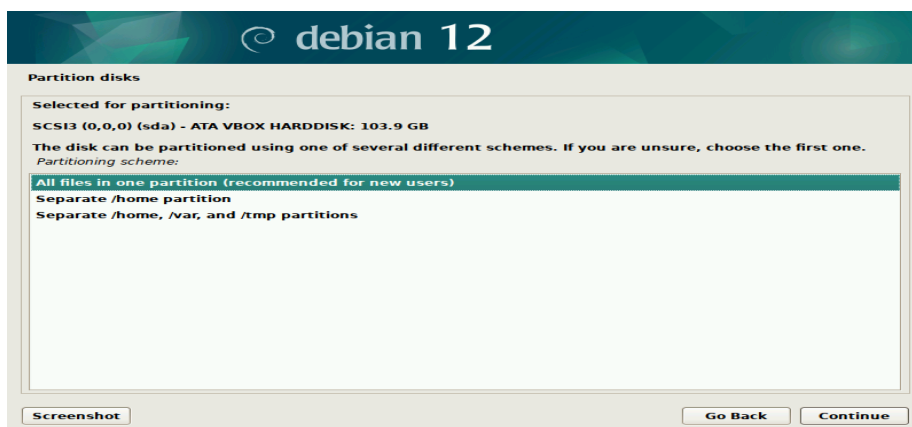 debian 12
Partition disks
Selected for partitioning:
SCSI3 (0,0,0) (sda) - ATA VBOX HARDDISK: 103.9 GB
The disk can be partitioned using one of several different schemes. If you are unsure, choose the first one.
Partitioning scheme:
All files in one partition (recommended for new users)
Separate /home partition
Separate /home, /var, and /tmp partitions
Screenshot Go Back Continue